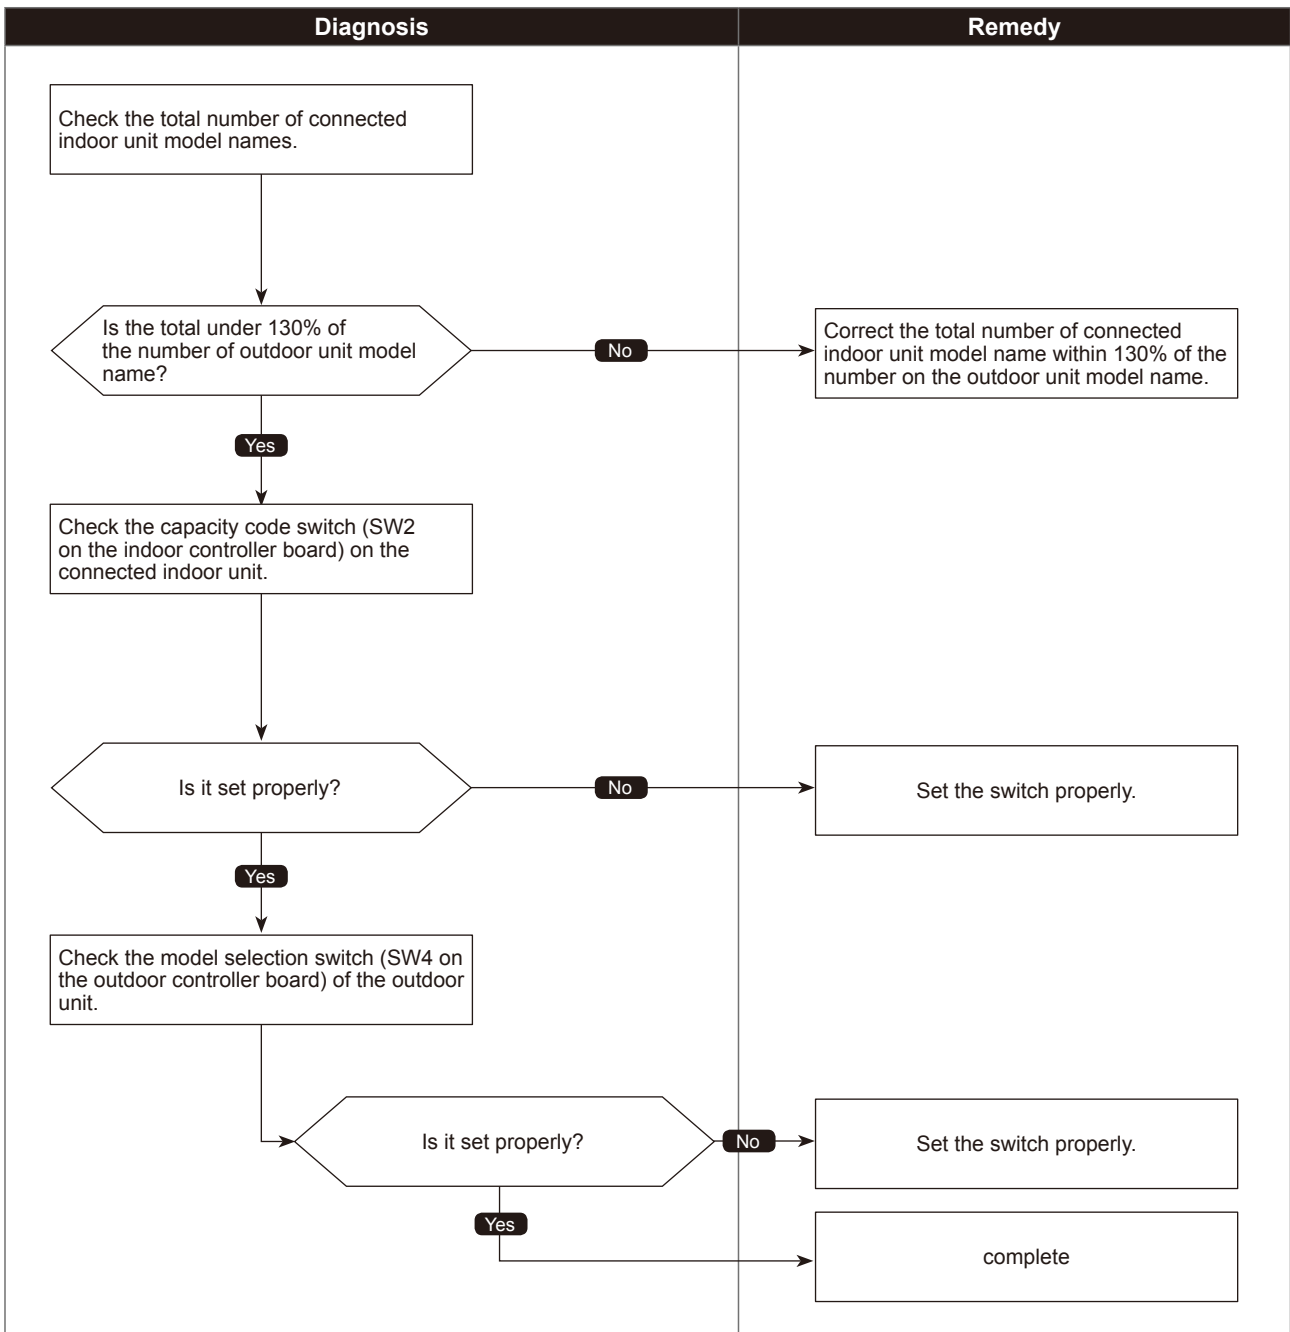 Diagnosis
Remedy
Check the total number of connected
indoor unit model names.
Is the total under 130% of
the number of outdoor unit model
name?
No
Correct the total number of connected
indoor unit model name within 130% of the
number on the outdoor unit model name.
Yes
Check the capacity code switch (SW2
on the indoor controller board) on the
connected indoor unit.
Is it set properly?
No
Set the switch properly.
Yes
Check the model selection switch (SW4 on
the outdoor controller board) of the outdoor
unit.
Is it set properly?
No
Set the switch properly.
Yes
complete